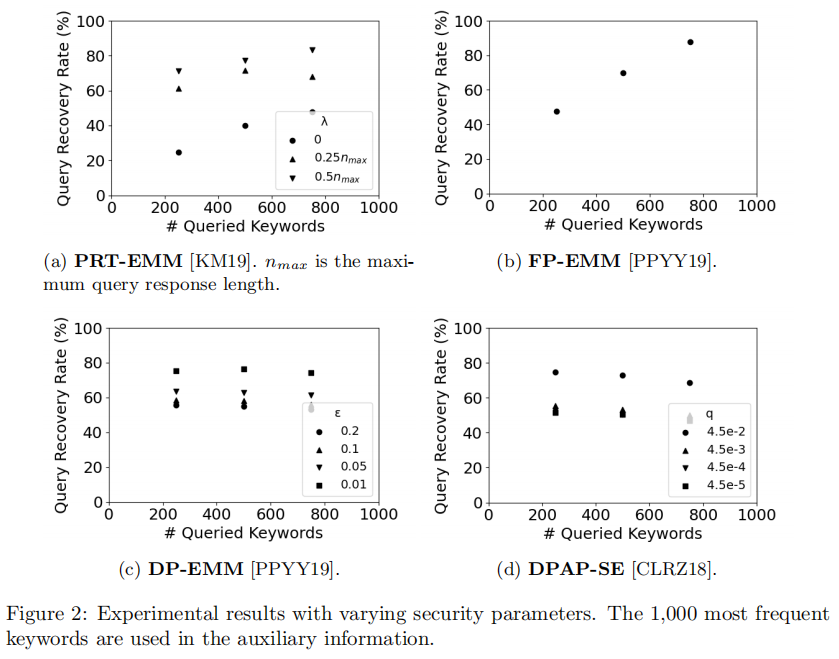 Query Recovery Rate (%)
100
80
60
40
20
0
0 200 400 600 800 1000
# Queried Keywords
λ
0
0.25n_max
0.5n_max
(a) PRT-EMM [KM19]. n_max is the maxi-
mum query response length.
Query Recovery Rate (%)
100
80
60
40
20
0
0 200 400 600 800 1000
# Queried Keywords
(b) FP-EMM [PPYY19].
Query Recovery Rate (%)
100
80
60
40
20
0
0 200 400 600 800 1000
# Queried Keywords
ε
0.2
0.1
0.05
0.01
(c) DP-EMM [PPYY19].
Query Recovery Rate (%)
100
80
60
40
20
0
0 200 400 600 800 1000
# Queried Keywords
q
4.5e-2
4.5e-3
4.5e-4
4.5e-5
(d) DPAP-SE [CLRZ18].
Figure 2: Experimental results with varying security parameters. The 1,000 most frequent
keywords are used in the auxiliary information.